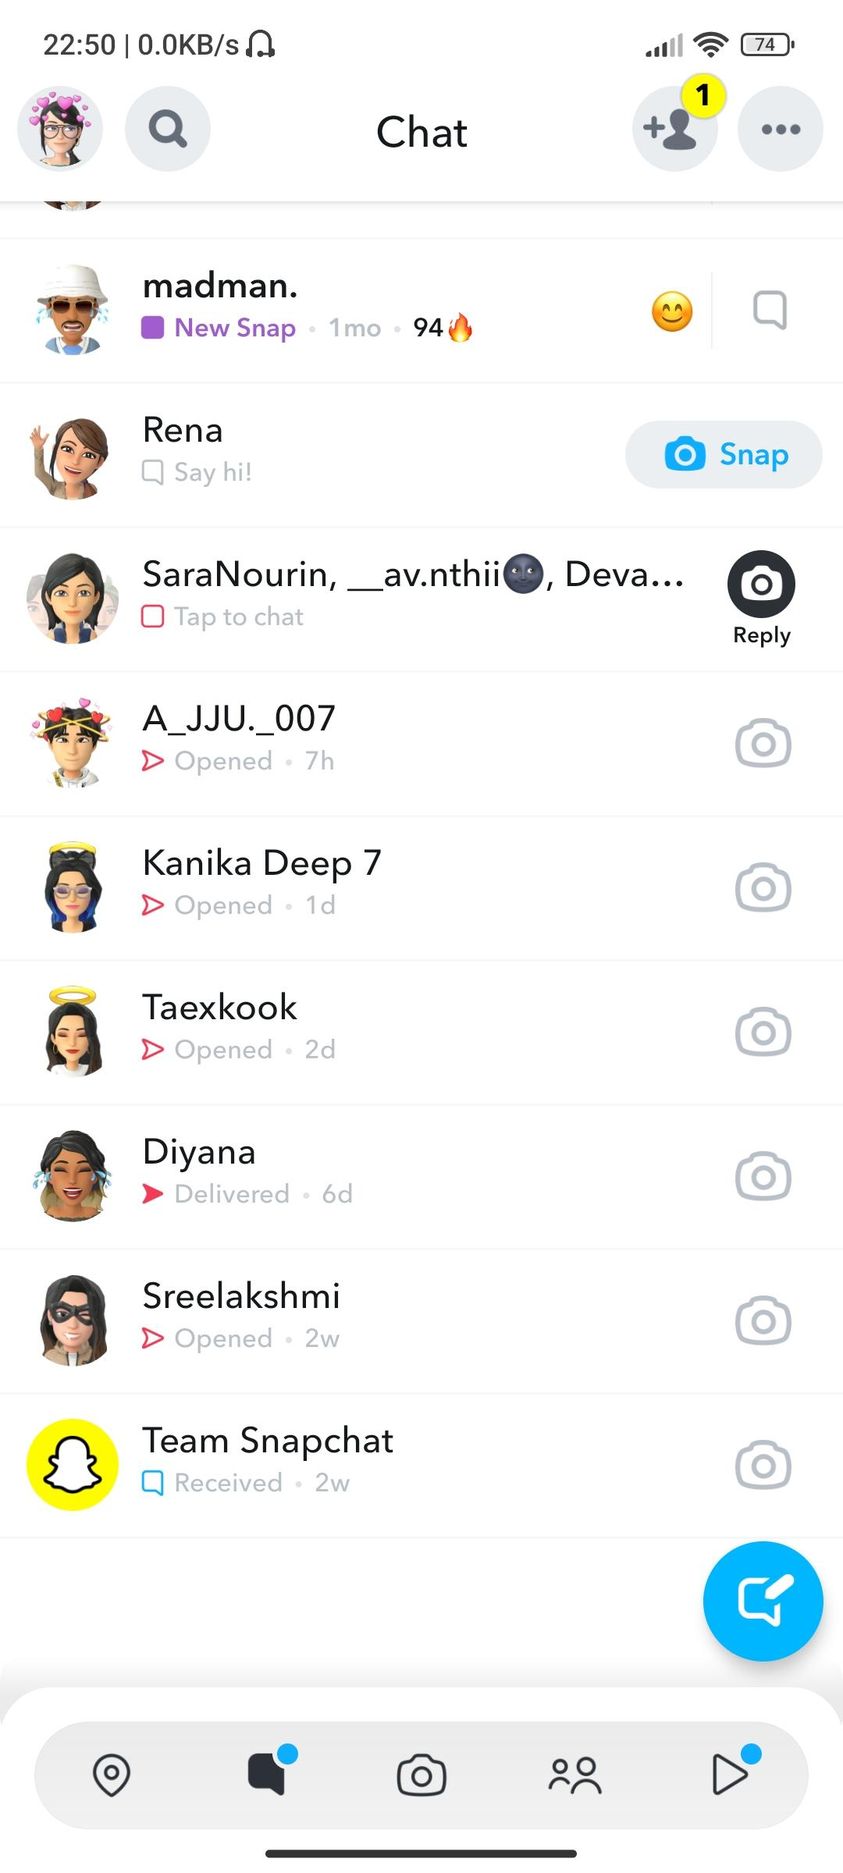 22:50 | 0.0KB/s 74
Chat
1
madman.
New Snap · 1mo · 94🔥
😊
Rena
Say hi!
Snap
SaraNourin, __av.nthii🌚, Deva...
Tap to chat
Reply
A_JJU._007
Opened · 7h
Kanika Deep 7
Opened · 1d
Taexkook
Opened · 2d
Diyana
Delivered · 6d
Sreelakshmi
Opened · 2w
Team Snapchat
Received · 2w